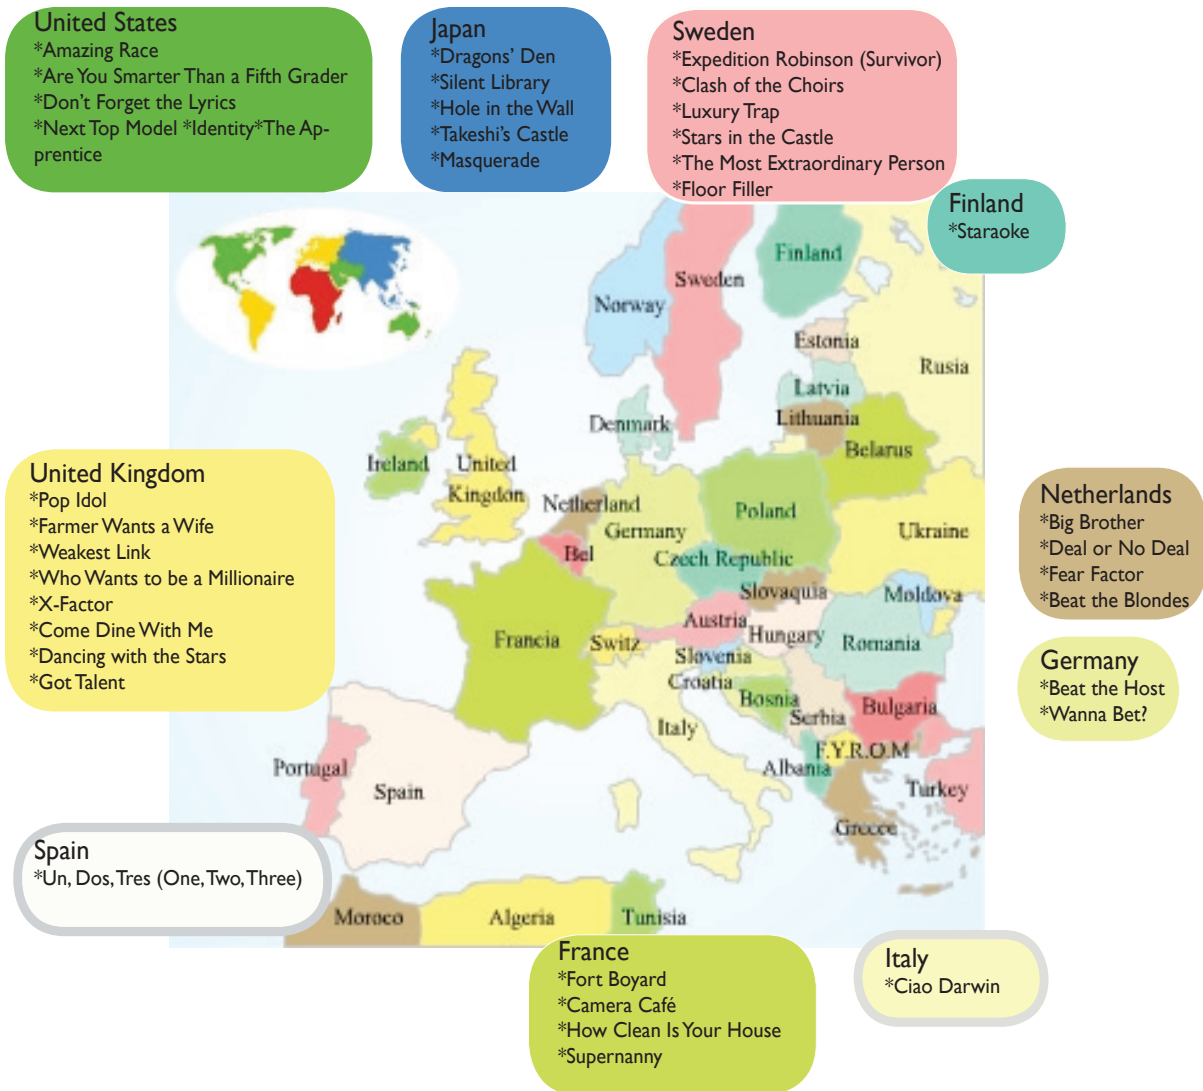 United States
*Amazing Race
*Are You Smarter Than a Fifth Grader
*Don't Forget the Lyrics
*Next Top Model *Identity*The Ap-
prentice
Japan
*Dragons' Den
*Silent Library
*Hole in the Wall
*Takeshi's Castle
*Masquerade
Sweden
*Expedition Robinson (Survivor)
*Clash of the Choirs
*Luxury Trap
*Stars in the Castle
*The Most Extraordinary Person
*Floor Filler
Finland
*Staraoke
Finland
Sweden
Norway
Estonia
Rusia
Latvia
Lithuania
Denmark
Belarus
Ireland
United
Kingdon
Netherland
Germany
Poland
Ukraine
Bel
Czech Republic
Slovaquia
Moldova
Austria
Hungary
Francia
Switz
Romania
Slovenia
Croatia
Bosnia
Serbia
Bulgaria
Italy
F.Y.R.O.M
Albania
Portugal
Spain
Turkey
Greece
Moroco
Algeria
Tunisia
United Kingdom
*Pop Idol
*Farmer Wants a Wife
*Weakest Link
*Who Wants to be a Millionaire
*X-Factor
*Come Dine With Me
*Dancing with the Stars
*Got Talent
Netherlands
*Big Brother
*Deal or No Deal
*Fear Factor
*Beat the Blondes
Germany
*Beat the Host
*Wanna Bet?
Spain
*Un, Dos, Tres (One, Two, Three)
France
*Fort Boyard
*Camera Café
*How Clean Is Your House
*Supernanny
Italy
*Ciao Darwin